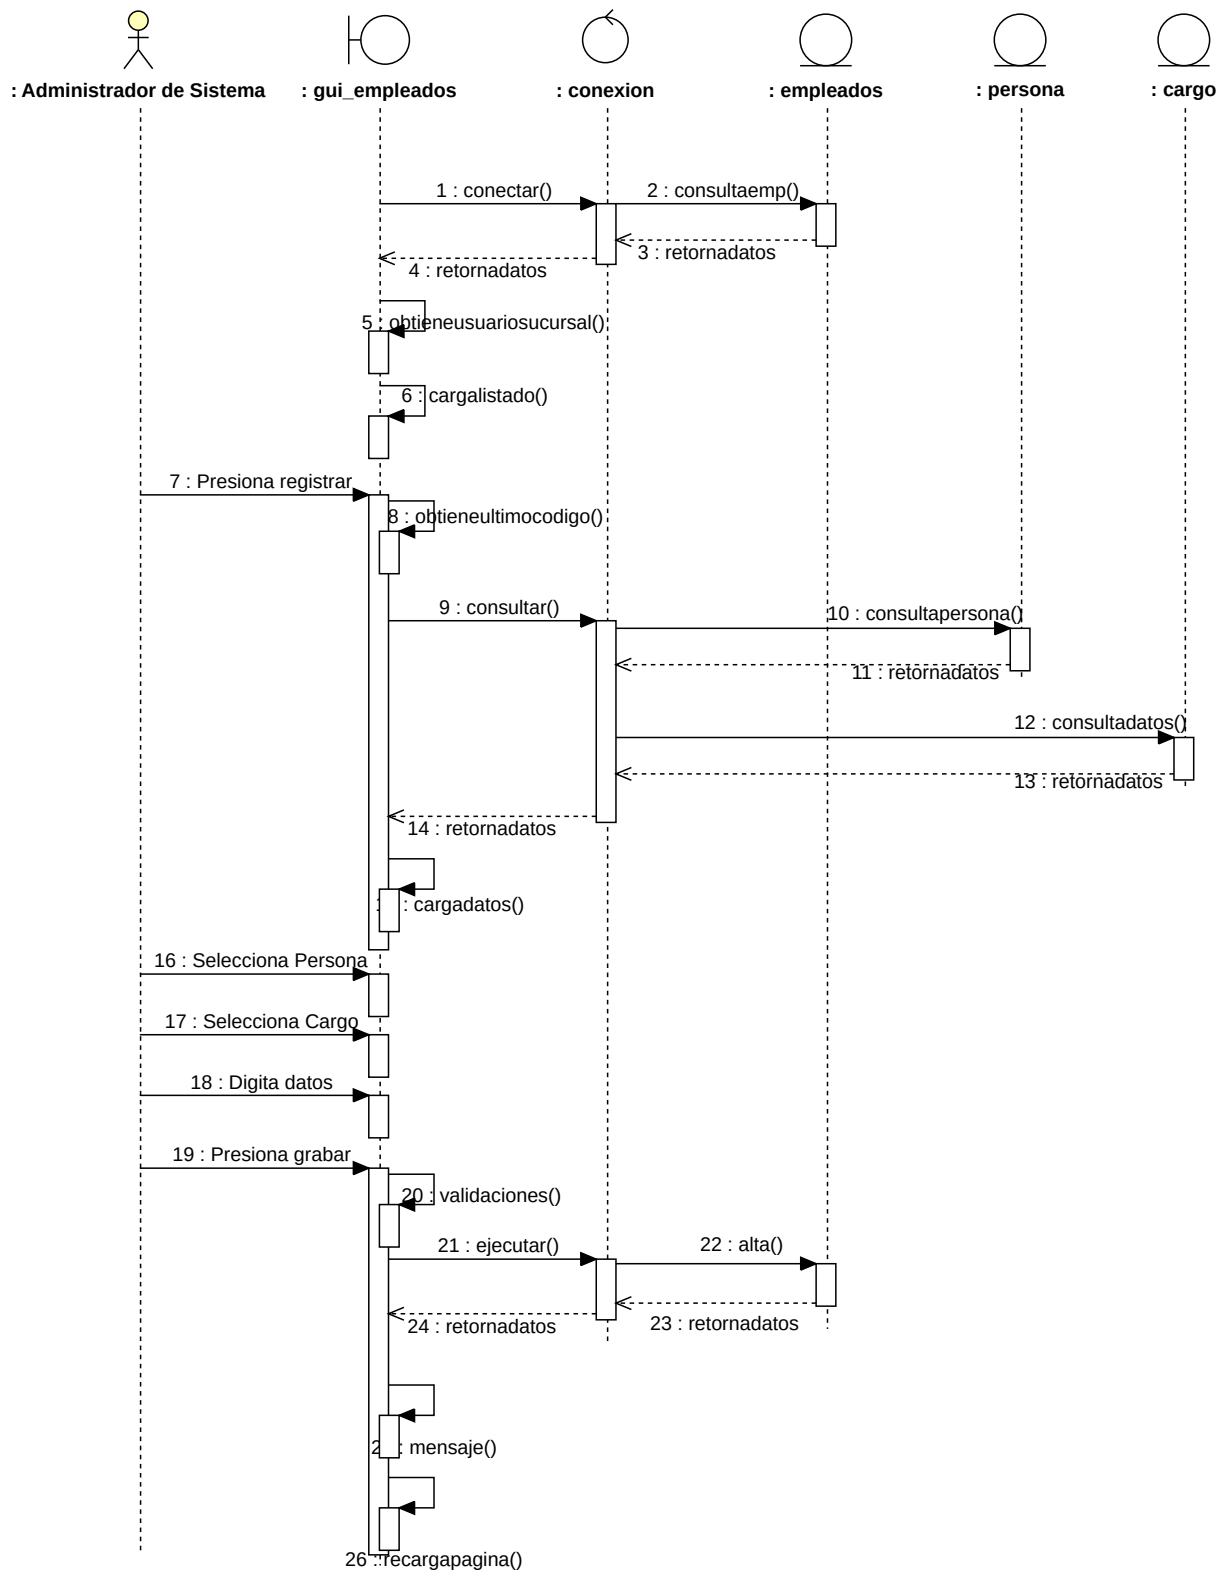 : Administrador de Sistema
: gui_empleados
: conexion
: empleados
: persona
: cargo
1 : conectar()
2 : consultaemp()
3 : retornadatos
4 : retornadatos
5 : obtieneusuariosucursal()
6 : cargalistado()
7 : Presiona registrar
8 : obtieneultimocodigo()
9 : consultar()
10 : consultapersona()
11 : retornadatos
12 : consultadatos()
13 : retornadatos
14 : retornadatos
: cargadatos()
16 : Selecciona Persona
17 : Selecciona Cargo
18 : Digita datos
19 : Presiona grabar
20 : validaciones()
21 : ejecutar()
22 : alta()
23 : retornadatos
24 : retornadatos
: mensaje()
26 : recargapagina()